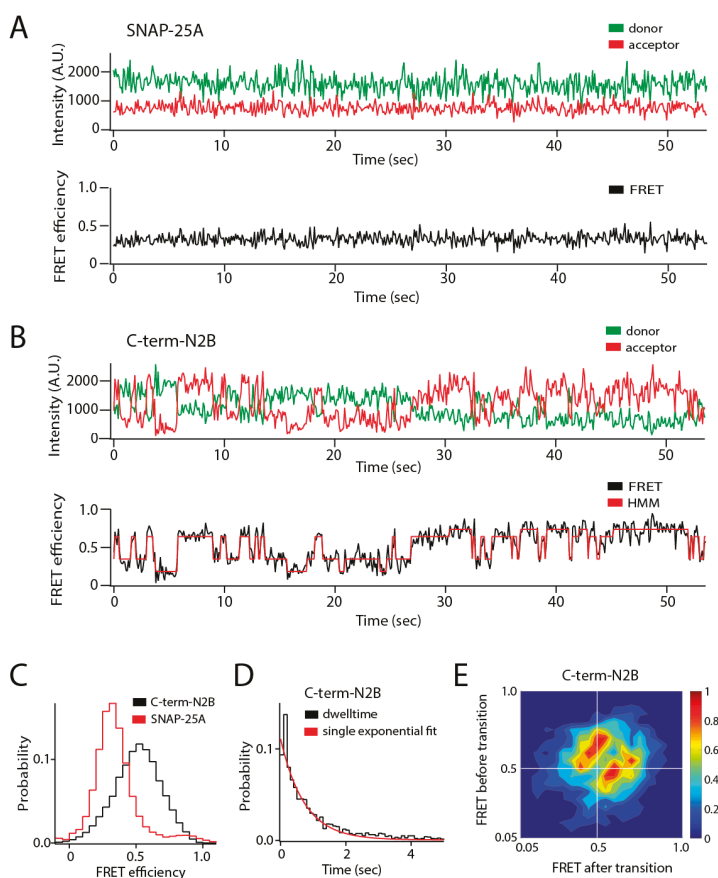 A
SNAP-25A
donor
acceptor
Intensity (A.U.)
2000
1000
0
0 10 20 30 40 50
Time (sec)
FRET efficiency
1.0
0.5
0
FRET
0 10 20 30 40 50
Time (sec)
B
C-term-N2B
donor
acceptor
Intensity (A.U.)
2000
1000
0
0 10 20 30 40 50
Time (sec)
FRET efficiency
1.0
0.5
0
FRET
HMM
0 10 20 30 40 50
Time (sec)
C
C-term-N2B
SNAP-25A
Probability
0.1
0.0
0.0 0.5 1.0
FRET efficiency
D
C-term-N2B
dwelltime
single exponential fit
Probability
0.1
0.0
0 2 4
Time (sec)
E
C-term-N2B
FRET before transition
1.0
0.5
0.05
0.05 0.5 1.0
FRET after transition
1
0.8
0.6
0.4
0.2
0